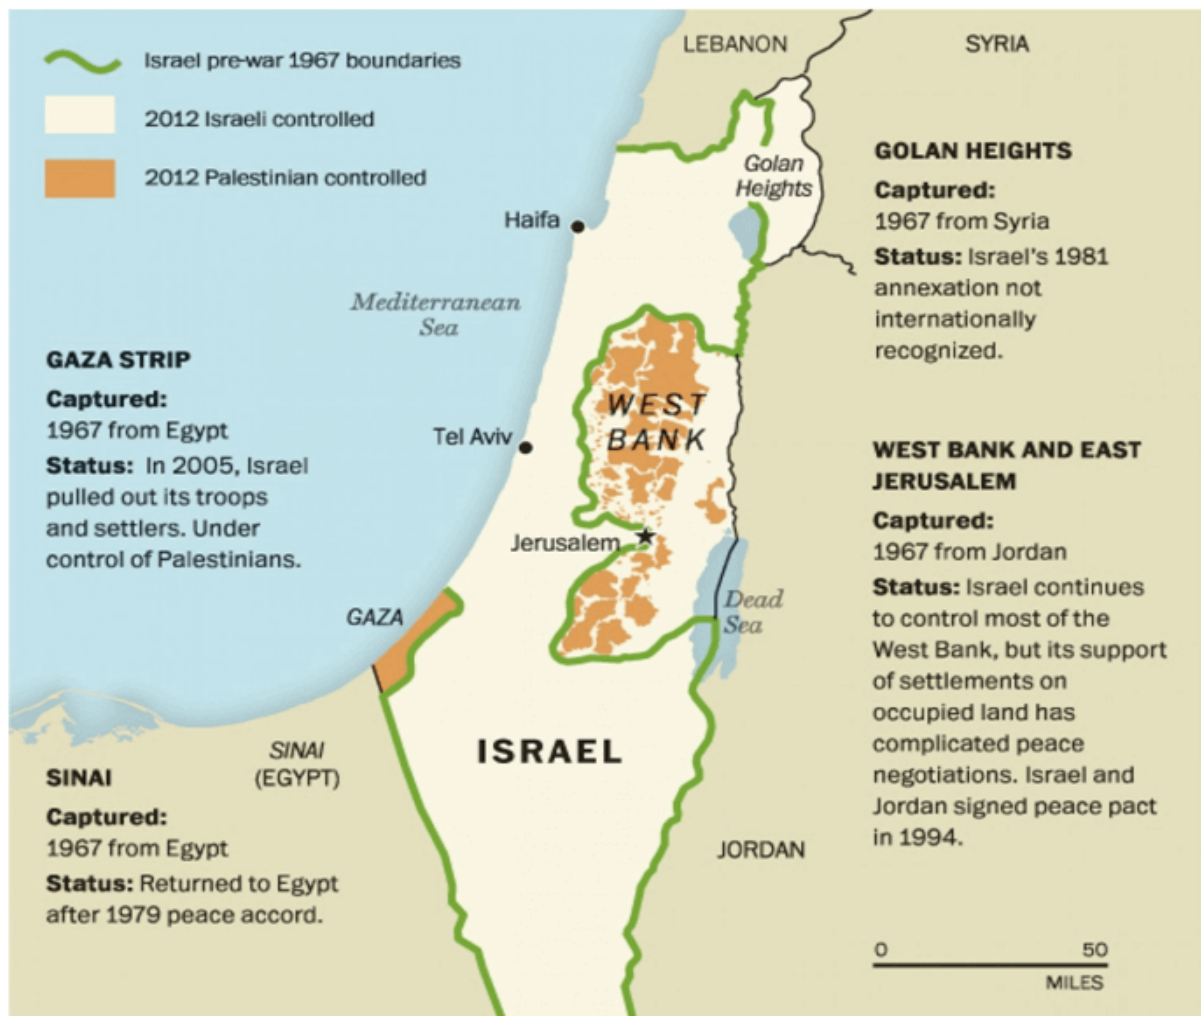 Israel pre-war 1967 boundaries
2012 Israeli controlled
2012 Palestinian controlled
LEBANON
SYRIA
Golan
Heights
Haifa
Mediterranean
Sea
WEST
BANK
Tel Aviv
Jerusalem
Dead
Sea
GAZA
ISRAEL
SINAI
(EGYPT)
JORDAN
GAZA STRIP
Captured:
1967 from Egypt
Status: In 2005, Israel
pulled out its troops
and settlers. Under
control of Palestinians.
SINAI
Captured:
1967 from Egypt
Status: Returned to Egypt
after 1979 peace accord.
GOLAN HEIGHTS
Captured:
1967 from Syria
Status: Israel's 1981
annexation not
internationally
recognized.
WEST BANK AND EAST
JERUSALEM
Captured:
1967 from Jordan
Status: Israel continues
to control most of the
West Bank, but its support
of settlements on
occupied land has
complicated peace
negotiations. Israel and
Jordan signed peace pact
in 1994.
0 50
MILES